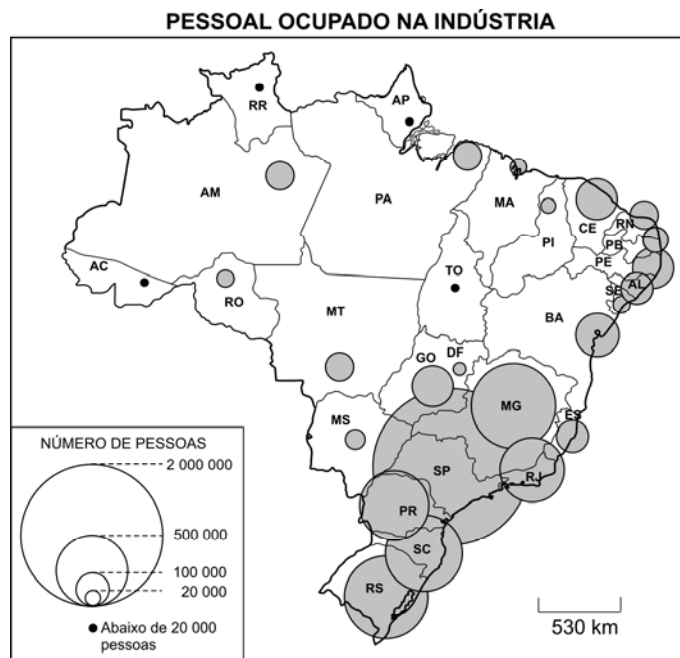 PESSOAL OCUPADO NA INDÚSTRIA
RR
AP
AM
PA
MA
CE
RN
PB
PI
PE
AL
SE
AC
RO
TO
MT
BA
GO
DF
MG
MS
ES
SP
RJ
PR
SC
RS
NÚMERO DE PESSOAS
2 000 000
500 000
100 000
20 000
Abaixo de 20 000
pessoas
530 km